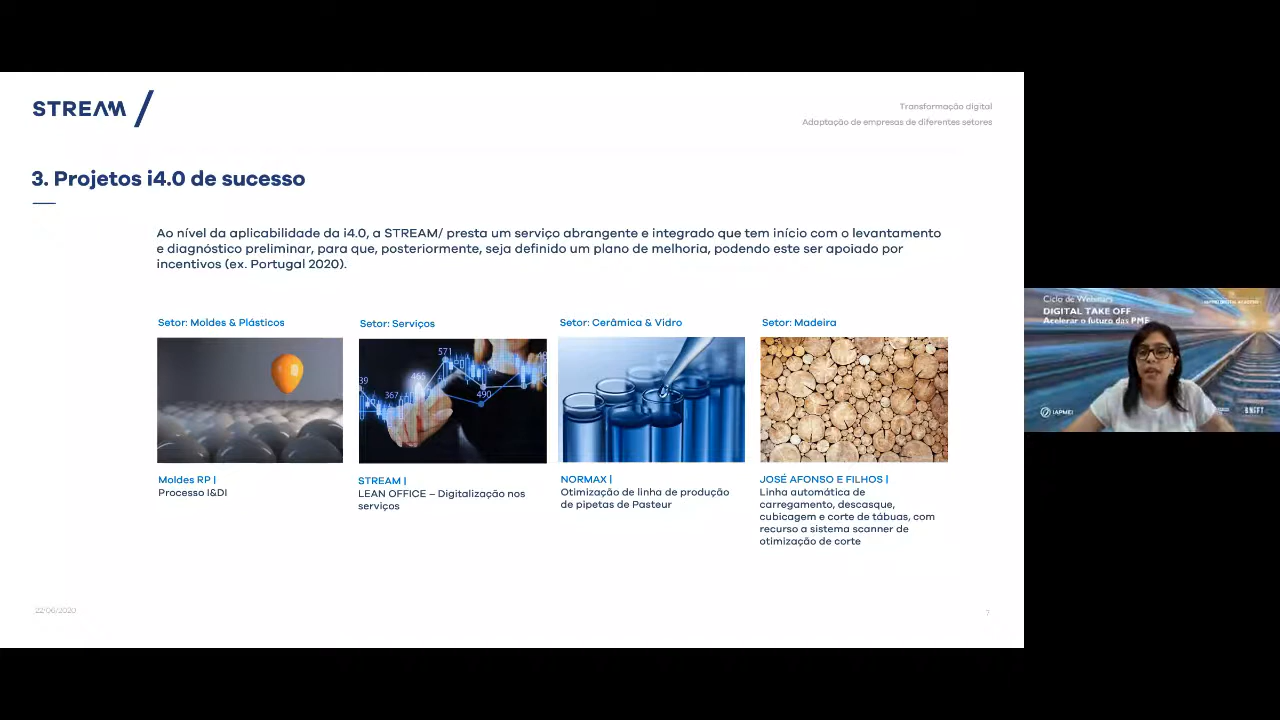 STREAM /
Transformação digital
Adaptação de empresas de diferentes setores
3. Projetos i4.0 de sucesso
Ao nível da aplicabilidade da i4.0, a STREAM/ presta um serviço abrangente e integrado que tem início com o levantamento
e diagnóstico preliminar, para que, posteriormente, seja definido um plano de melhoria, podendo este ser apoiado por
incentivos (ex. Portugal 2020).
Setor: Moldes & Plásticos
Setor: Serviços
Setor: Cerâmica & Vidro
Setor: Madeira
39
367
465
571
490
Moldes RP |
Processo I&DI
STREAM |
LEAN OFFICE – Digitalização nos
serviços
NORMAX |
Otimização de linha de produção
de pipetas de Pasteur
JOSÉ AFONSO E FILHOS |
Linha automática de
carregamento, descasque,
cubicagem e corte de tábuas, com
recurso a sistema scanner de
otimização de corte
22/06/2020
7
Ciclo de Webinars
DIGITAL TAKE OFF
Acelerar o futuro das PME
IAPMEI